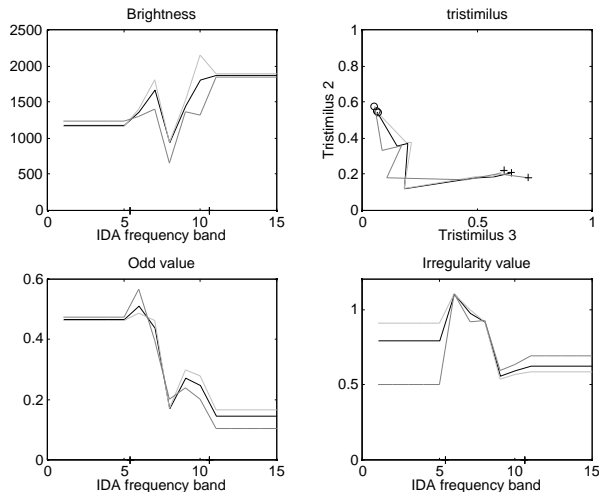 Brightness
2500
2000
1500
1000
500
0
0 5 10 15
IDA frequency band
tristimilus
Tristimilus 2
1
0.8
0.6
0.4
0.2
0
0 0.5 1
Tristimilus 3
Odd value
0.6
0.4
0.2
0
0 5 10 15
IDA frequency band
Irregularity value
1
0.5
0
0 5 10 15
IDA frequency band